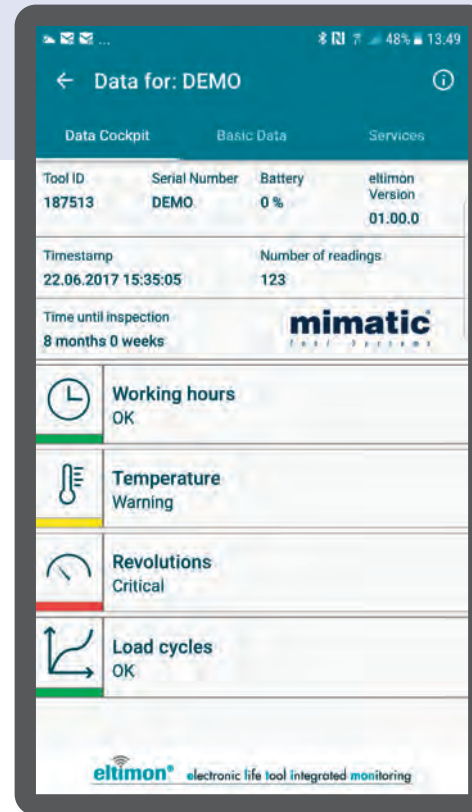 ... 48% 13.49
Data for: DEMO
Data Cockpit Basic Data Services
Tool ID Serial Number Battery eltimon Version
187513 DEMO 0 % 01.00.0
Timestamp Number of readings
22.06.2017 15:35:05 123
Time until inspection
8 months 0 weeks
mimatic
Tool Systems
Working hours
OK
Temperature
Warning
Revolutions
Critical
Load cycles
OK
eltimon® electronic life tool integrated monitoring